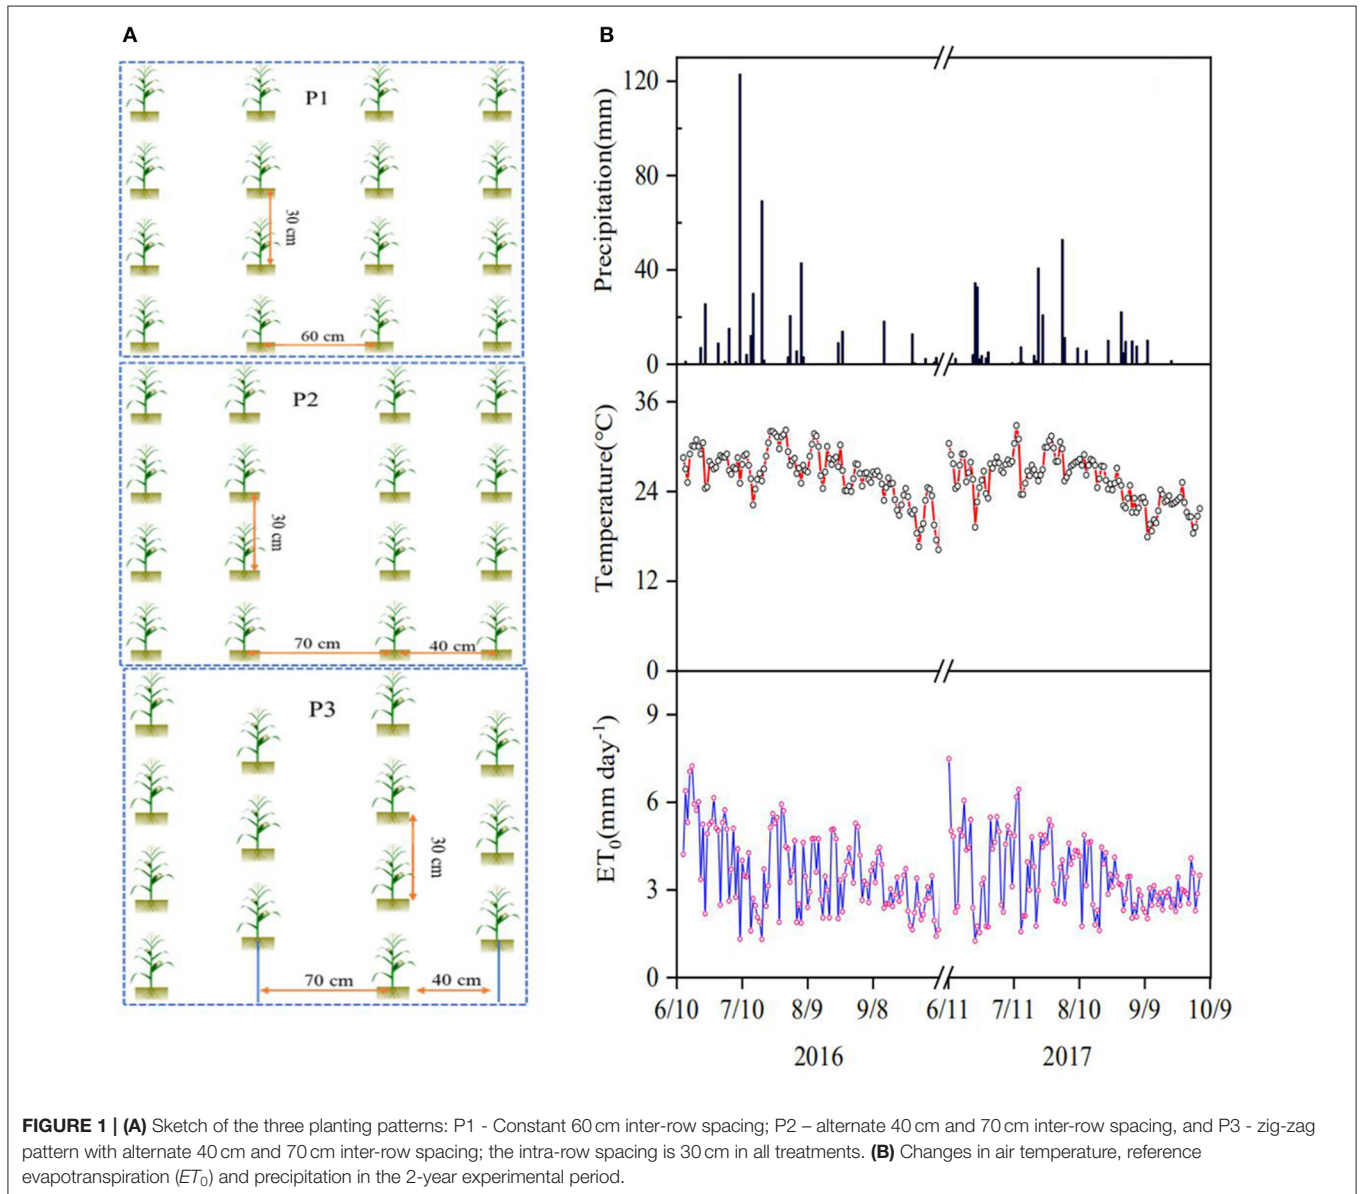 A
P1
30 cm
60 cm
P2
30 cm
70 cm
40 cm
P3
30 cm
70 cm
40 cm
B
Precipitation(mm)
120
80
40
0
Temperature(°C)
36
24
12
0
ET₀(mm day⁻¹)
9
6
3
0
6/10 7/10 8/9 9/8 6/11 7/11 8/10 9/9 10/9
2016 2017
FIGURE 1 | (A) Sketch of the three planting patterns: P1 - Constant 60 cm inter-row spacing; P2 – alternate 40 cm and 70 cm inter-row spacing, and P3 - zig-zag
pattern with alternate 40 cm and 70 cm inter-row spacing; the intra-row spacing is 30 cm in all treatments. (B) Changes in air temperature, reference
evapotranspiration (ET₀) and precipitation in the 2-year experimental period.